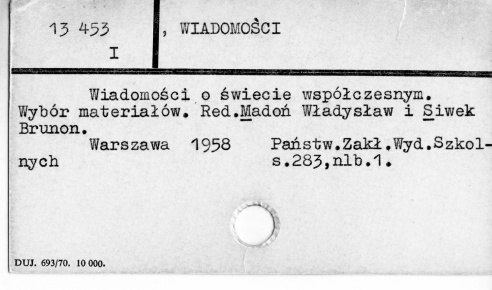 13 453 , WIADOMOŚCI
I
Wiadomości o świecie współczesnym.
Wybór materiałów. Red.Madoń Władysław i Siwek
Brunon.
Warszawa 1958 Państw.Zakł.Wyd.Szkol-
nych s.283,nlb.1.
DUJ. 693/70. 10 000.